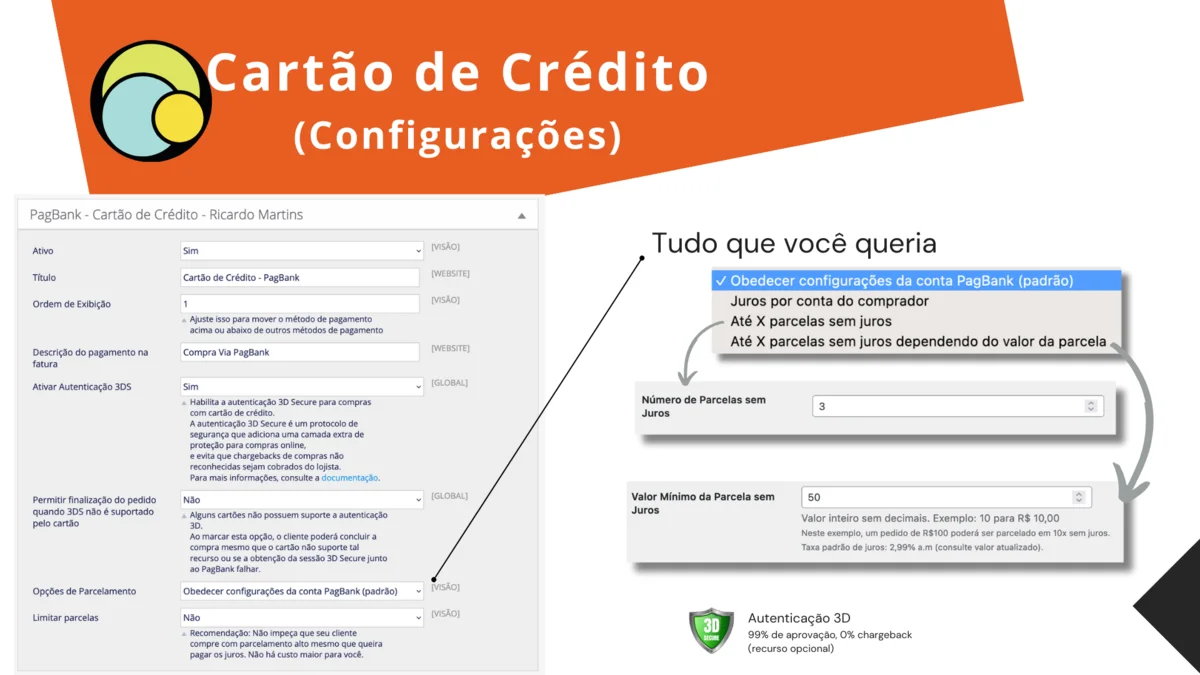 Cartão de Crédito
(Configurações)
PagBank - Cartão de Crédito - Ricardo Martins
Ativo
Sim
[VISÃO]
Título
Cartão de Crédito - PagBank
[WEBSITE]
Ordem de Exibição
1
[VISÃO]
Ajuste isso para mover o método de pagamento
acima ou abaixo de outros métodos de pagamento
Descrição do pagamento na
fatura
Compra Via PagBank
[WEBSITE]
Ativar Autenticação 3DS
Sim
[GLOBAL]
Habilita a autenticação 3D Secure para compras
com cartão de crédito.
A autenticação 3D Secure é um protocolo de
segurança que adiciona uma camada extra de
proteção para compras online,
e evita que chargebacks de compras não
reconhecidas sejam cobrados do lojista.
Para mais informações, consulte a documentação.
Permitir finalização do pedido
quando 3DS não é suportado
pelo cartão
Não
[GLOBAL]
Alguns cartões não possuem suporte a autenticação
3D.
Ao marcar esta opção, o cliente poderá concluir a
compra mesmo que o cartão não suporte tal
recurso ou se a obtenção da sessão 3D Secure junto
ao PagBank falhar.
Opções de Parcelamento
Obedecer configurações da conta PagBank (padrão)
[VISÃO]
Limitar parcelas
Não
[VISÃO]
Recomendação: Não impeça que seu cliente
compre com parcelamento alto mesmo que queira
pagar os juros. Não há custo maior para você.
Tudo que você queria
✓ Obedecer configurações da conta PagBank (padrão)
Juros por conta do comprador
Até X parcelas sem juros
Até X parcelas sem juros dependendo do valor da parcela
Número de Parcelas sem
Juros
3
Valor Mínimo da Parcela sem
Juros
50
Valor inteiro sem decimais. Exemplo: 10 para R$ 10,00
Neste exemplo, um pedido de R$100 poderá ser parcelado em 10x sem juros.
Taxa padrão de juros: 2,99% a.m (consulte valor atualizado).
3D
SECURE
Autenticação 3D
99% de aprovação, 0% chargeback
(recurso opcional)